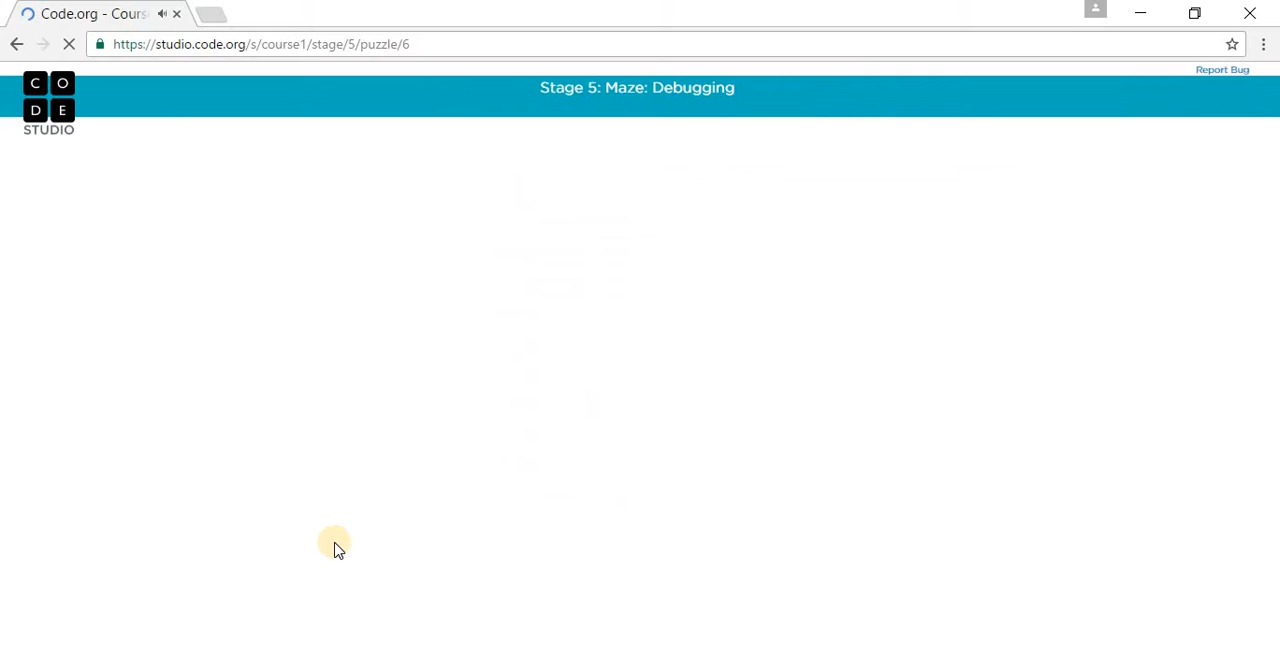 Code.org - Cours
https://studio.code.org/s/course1/stage/5/puzzle/6
Report Bug
Stage 5: Maze: Debugging
C O
D E
STUDIO